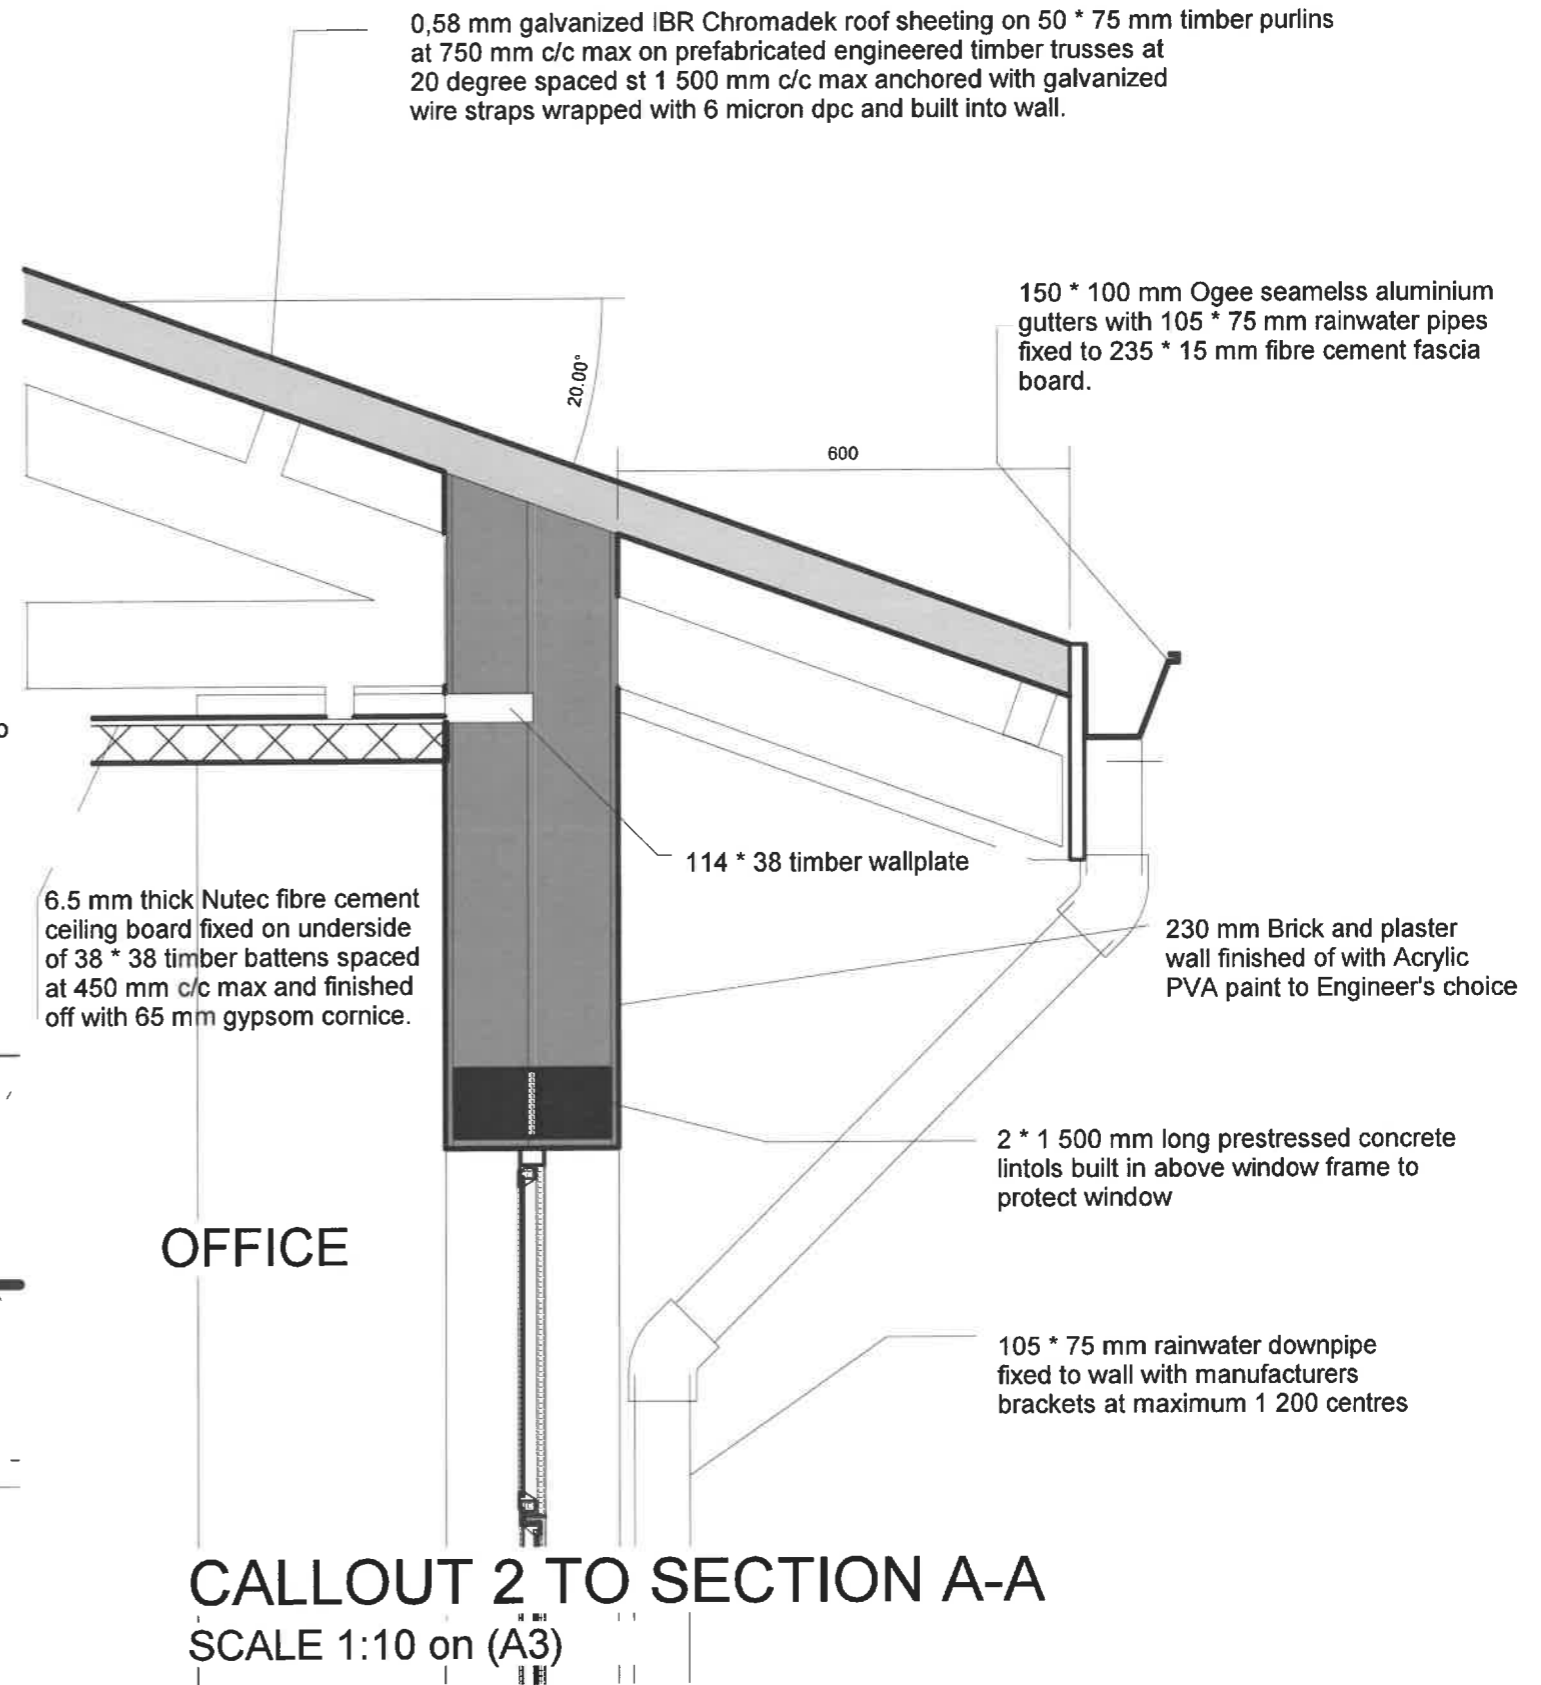 0,58 mm galvanized IBR Chromadek roof sheeting on 50 * 75 mm timber purlins
at 750 mm c/c max on prefabricated engineered timber trusses at
20 degree spaced st 1 500 mm c/c max anchored with galvanized
wire straps wrapped with 6 micron dpc and built into wall.
150 * 100 mm Ogee seamelss aluminium
gutters with 105 * 75 mm rainwater pipes
fixed to 235 * 15 mm fibre cement fascia
board.
20.00°
600
114 * 38 timber wallplate
6.5 mm thick Nutec fibre cement
ceiling board fixed on underside
of 38 * 38 timber battens spaced
at 450 mm c/c max and finished
off with 65 mm gypsom cornice.
230 mm Brick and plaster
wall finished of with Acrylic
PVA paint to Engineer's choice
2 * 1 500 mm long prestressed concrete
lintols built in above window frame to
protect window
OFFICE
105 * 75 mm rainwater downpipe
fixed to wall with manufacturers
brackets at maximum 1 200 centres
CALLOUT 2 TO SECTION A-A
SCALE 1:10 on (A3)